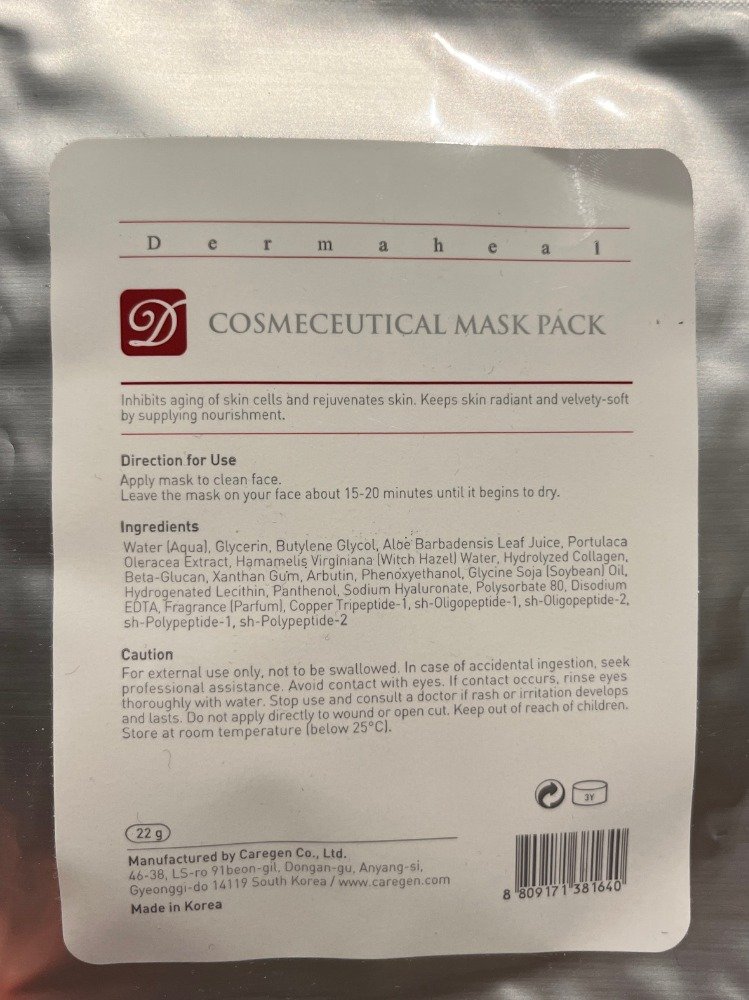 Dermaheal
D COSMECEUTICAL MASK PACK
Inhibits aging of skin cells and rejuvenates skin. Keeps skin radiant and velvety-soft
by supplying nourishment.
Direction for Use
Apply mask to clean face.
Leave the mask on your face about 15-20 minutes until it begins to dry.
Ingredients
Water (Aqua), Glycerin, Butylene Glycol, Aloe Barbadensis Leaf Juice, Portulaca
Oleracea Extract, Hamamelis Virginiana (Witch Hazel) Water, Hydrolyzed Collagen,
Beta-Glucan, Xanthan Gum, Arbutin, Phenoxyethanol, Glycine Soja (Soybean) Oil,
Hydrogenated Lecithin, Panthenol, Sodium Hyaluronate, Polysorbate 80, Disodium
EDTA, Fragrance (Parfum), Copper Tripeptide-1, sh-Oligopeptide-1, sh-Oligopeptide-2,
sh-Polypeptide-1, sh-Polypeptide-2
Caution
For external use only, not to be swallowed. In case of accidental ingestion, seek
professional assistance. Avoid contact with eyes. If contact occurs, rinse eyes
thoroughly with water. Stop use and consult a doctor if rash or irritation develops
and lasts. Do not apply directly to wound or open cut. Keep out of reach of children.
Store at room temperature (below 25°C).
3Y
22 g
Manufactured by Caregen Co., Ltd.
46-38, LS-ro 91beon-gil, Dongan-gu, Anyang-si,
Gyeonggi-do 14119 South Korea / www.caregen.com
Made in Korea
8 809171 381640